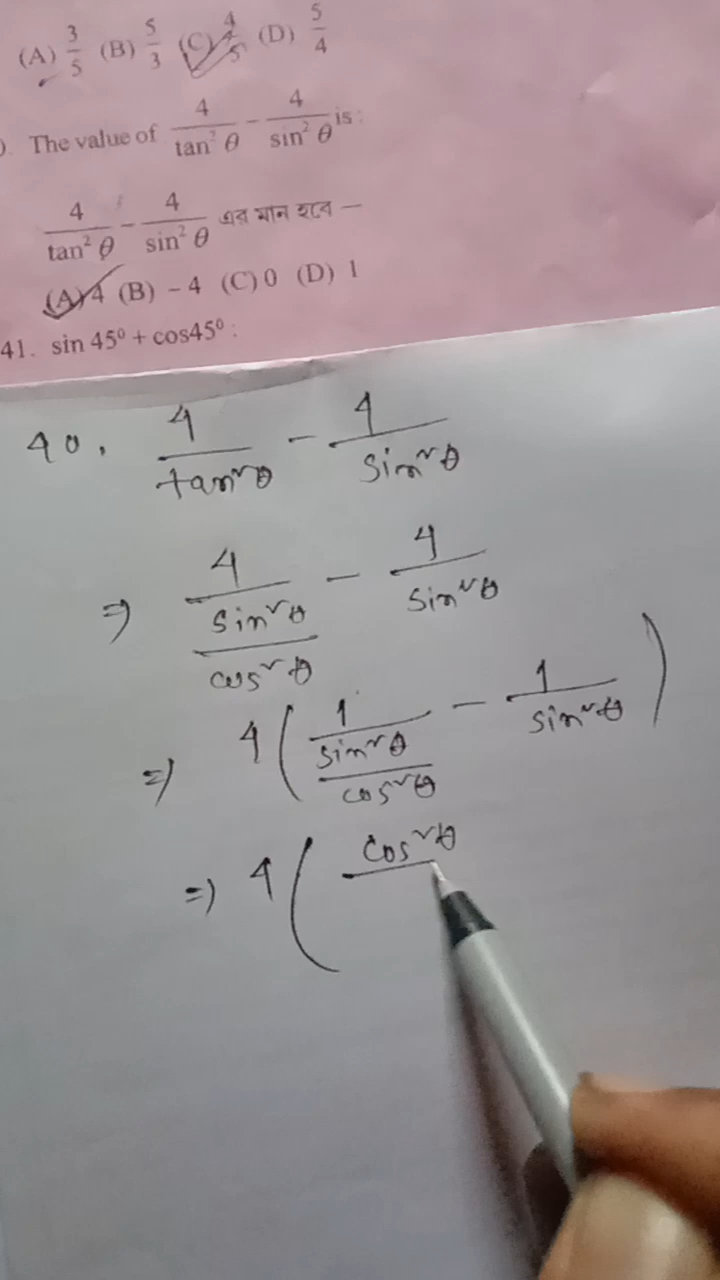 (A) 3/5 (B) 5/3 (C) 4/5 (D) 5/4
. The value of 4/tan² θ - 4/sin² θ is :
4/tan² θ - 4/sin² θ এর মান হবে —
(A) 4 (B) - 4 (C) 0 (D) 1
41. sin 45⁰ + cos45⁰ :
40. 4/tan²θ - 4/sin²θ
⇒ 4/(sin²θ/cos²θ) - 4/sin²θ
⇒ 4(1/(sin²θ/cos²θ) - 1/sin²θ)
⇒ 4( cos²θ